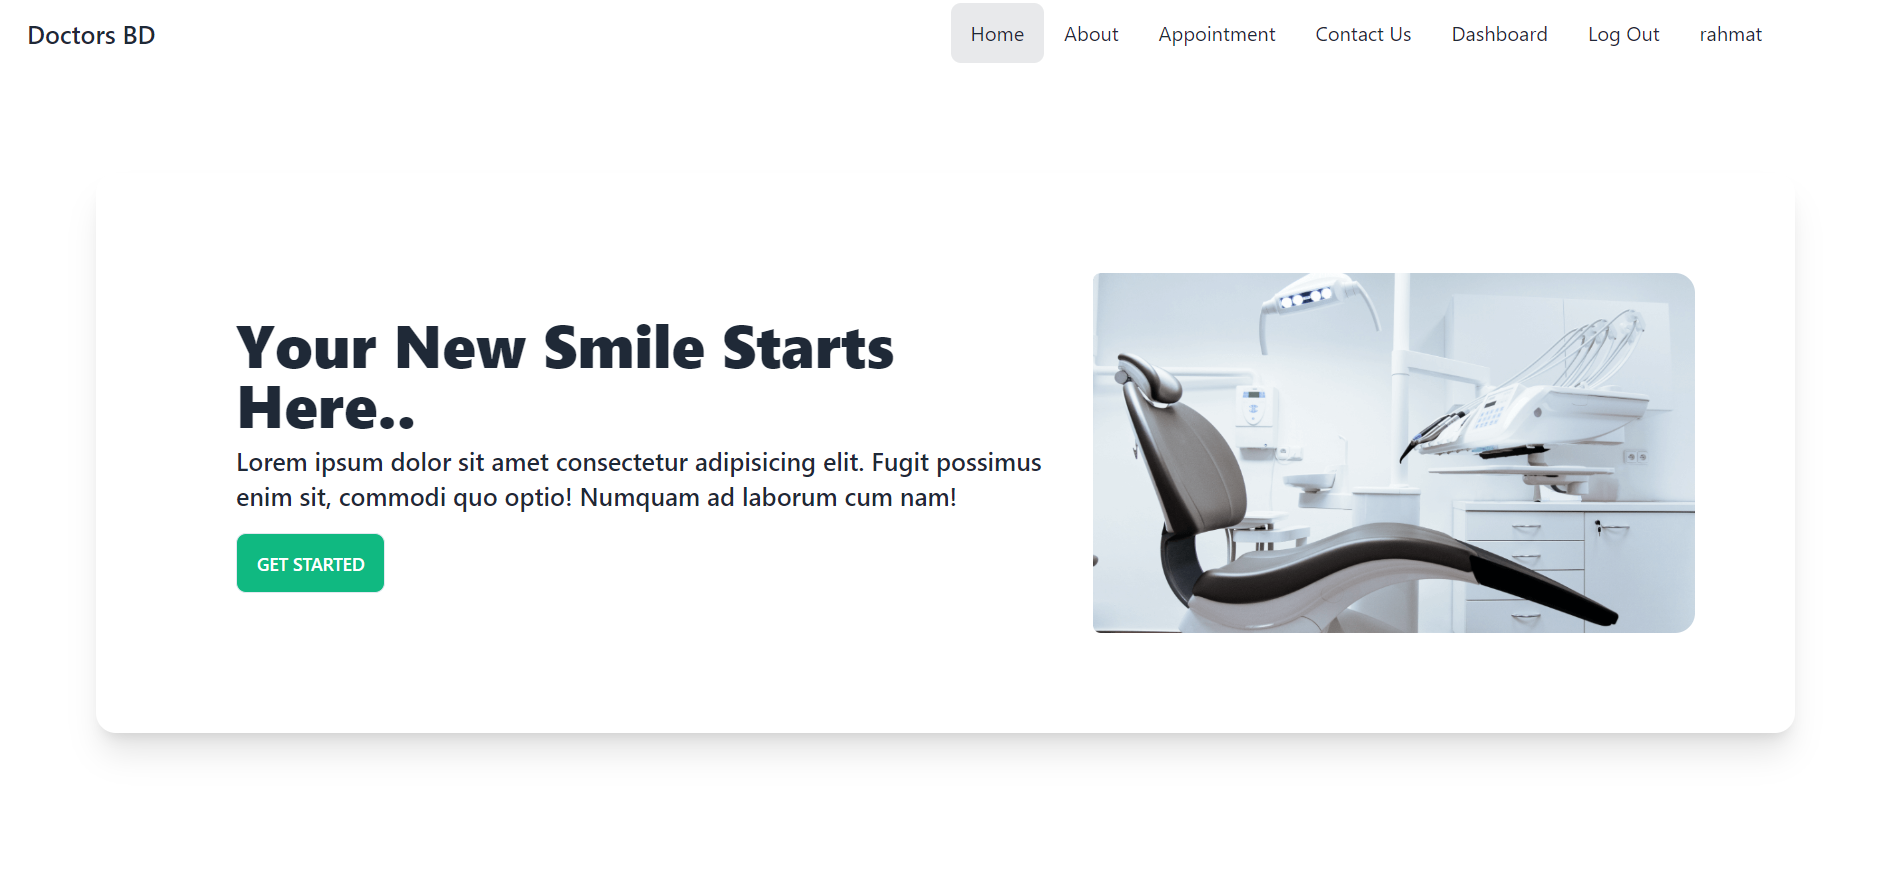 Doctors BD
Home About Appointment Contact Us Dashboard Log Out rahmat
Your New Smile Starts
Here..
Lorem ipsum dolor sit amet consectetur adipisicing elit. Fugit possimus
enim sit, commodi quo optio! Numquam ad laborum cum nam!
GET STARTED